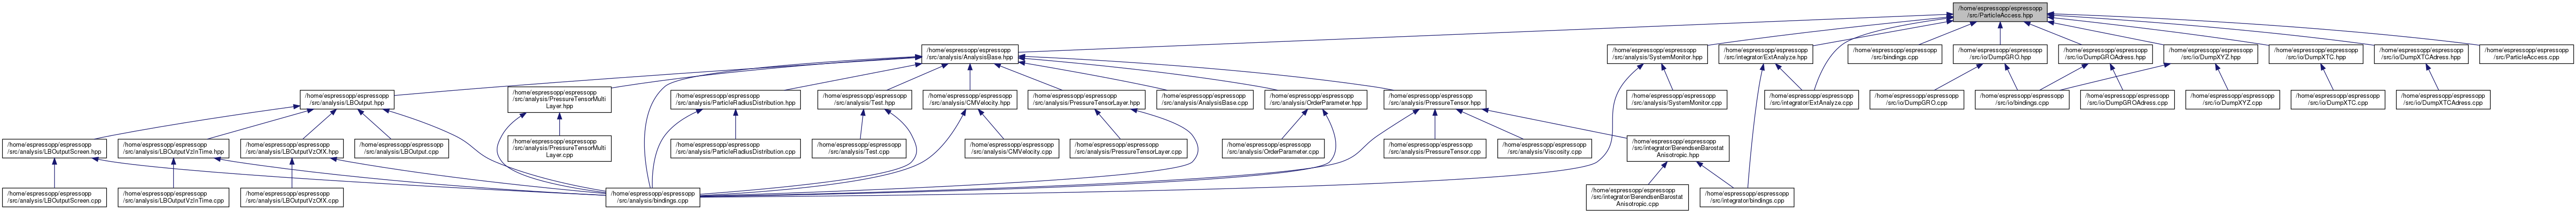 /home/espressopp/espressopp
/src/ParticleAccess.hpp
/home/espressopp/espressopp
/src/analysis/AnalysisBase.hpp
/home/espressopp/espressopp
/src/analysis/SystemMonitor.hpp
/home/espressopp/espressopp
/src/integrator/ExtAnalyze.hpp
/home/espressopp/espressopp
/src/bindings.cpp
/home/espressopp/espressopp
/src/io/DumpGRO.hpp
/home/espressopp/espressopp
/src/io/DumpGROAdress.hpp
/home/espressopp/espressopp
/src/io/DumpXYZ.hpp
/home/espressopp/espressopp
/src/io/DumpXTC.hpp
/home/espressopp/espressopp
/src/io/DumpXTCAdress.hpp
/home/espressopp/espressopp
/src/ParticleAccess.cpp
/home/espressopp/espressopp
/src/analysis/LBOutput.hpp
/home/espressopp/espressopp
/src/analysis/PressureTensorMulti
Layer.hpp
/home/espressopp/espressopp
/src/analysis/ParticleRadiusDistribution.hpp
/home/espressopp/espressopp
/src/analysis/Test.hpp
/home/espressopp/espressopp
/src/analysis/CMVelocity.hpp
/home/espressopp/espressopp
/src/analysis/PressureTensorLayer.hpp
/home/espressopp/espressopp
/src/analysis/AnalysisBase.cpp
/home/espressopp/espressopp
/src/analysis/OrderParameter.hpp
/home/espressopp/espressopp
/src/analysis/PressureTensor.hpp
/home/espressopp/espressopp
/src/analysis/SystemMonitor.cpp
/home/espressopp/espressopp
/src/integrator/ExtAnalyze.cpp
/home/espressopp/espressopp
/src/io/DumpGRO.cpp
/home/espressopp/espressopp
/src/io/bindings.cpp
/home/espressopp/espressopp
/src/io/DumpGROAdress.cpp
/home/espressopp/espressopp
/src/io/DumpXYZ.cpp
/home/espressopp/espressopp
/src/io/DumpXTC.cpp
/home/espressopp/espressopp
/src/io/DumpXTCAdress.cpp
/home/espressopp/espressopp
/src/analysis/LBOutputScreen.hpp
/home/espressopp/espressopp
/src/analysis/LBOutputVzInTime.hpp
/home/espressopp/espressopp
/src/analysis/LBOutputVzOfX.hpp
/home/espressopp/espressopp
/src/analysis/LBOutput.cpp
/home/espressopp/espressopp
/src/analysis/PressureTensorMulti
Layer.cpp
/home/espressopp/espressopp
/src/analysis/ParticleRadiusDistribution.cpp
/home/espressopp/espressopp
/src/analysis/Test.cpp
/home/espressopp/espressopp
/src/analysis/CMVelocity.cpp
/home/espressopp/espressopp
/src/analysis/PressureTensorLayer.cpp
/home/espressopp/espressopp
/src/analysis/OrderParameter.cpp
/home/espressopp/espressopp
/src/analysis/PressureTensor.cpp
/home/espressopp/espressopp
/src/analysis/Viscosity.cpp
/home/espressopp/espressopp
/src/integrator/BerendsenBarostat
Anisotropic.hpp
/home/espressopp/espressopp
/src/analysis/LBOutputScreen.cpp
/home/espressopp/espressopp
/src/analysis/LBOutputVzInTime.cpp
/home/espressopp/espressopp
/src/analysis/LBOutputVzOfX.cpp
/home/espressopp/espressopp
/src/analysis/bindings.cpp
/home/espressopp/espressopp
/src/integrator/BerendsenBarostat
Anisotropic.cpp
/home/espressopp/espressopp
/src/integrator/bindings.cpp